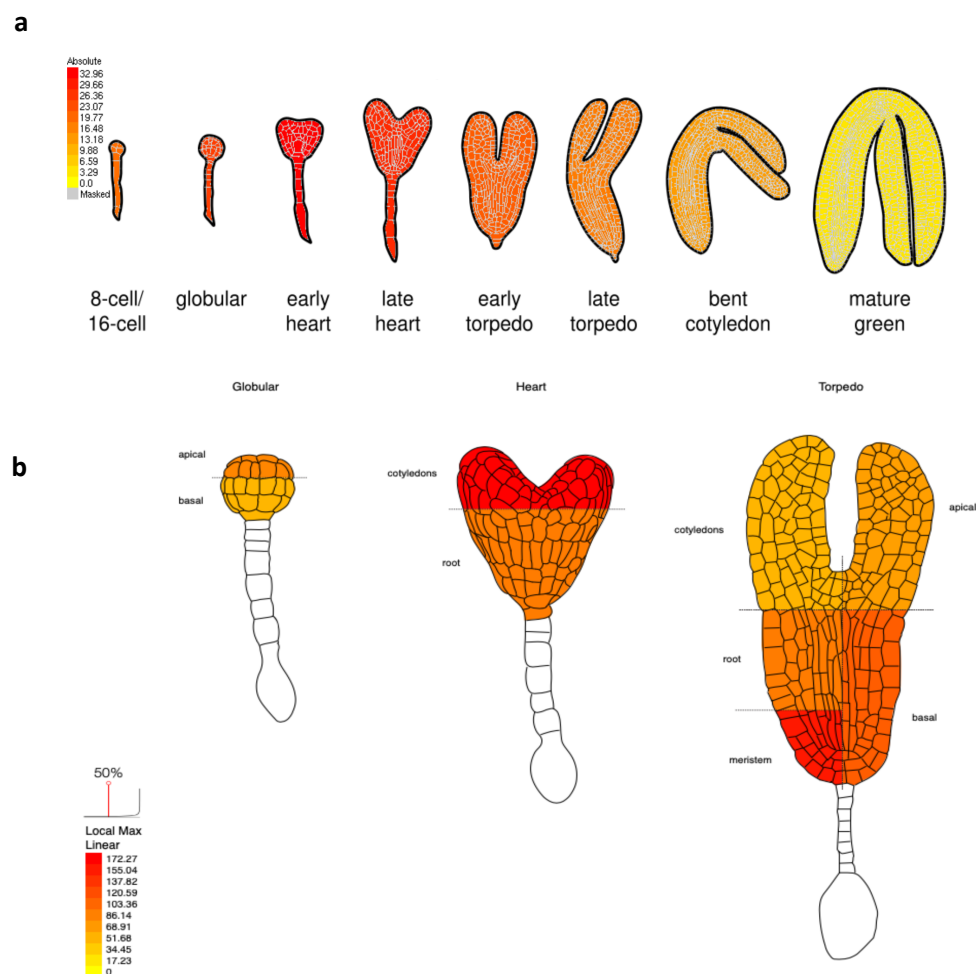 a
Absolute
32.96
29.66
26.36
23.07
19.77
16.48
13.18
9.88
6.59
3.29
0.0
Masked
8-cell/
16-cell
globular
early
heart
late
heart
early
torpedo
late
torpedo
bent
cotyledon
mature
green
Globular
Heart
Torpedo
b
apical
basal
cotyledons
root
cotyledons
apical
root
basal
meristem
50%
Local Max
Linear
172.27
155.04
137.82
120.59
103.36
86.14
68.91
51.68
34.45
17.23
0